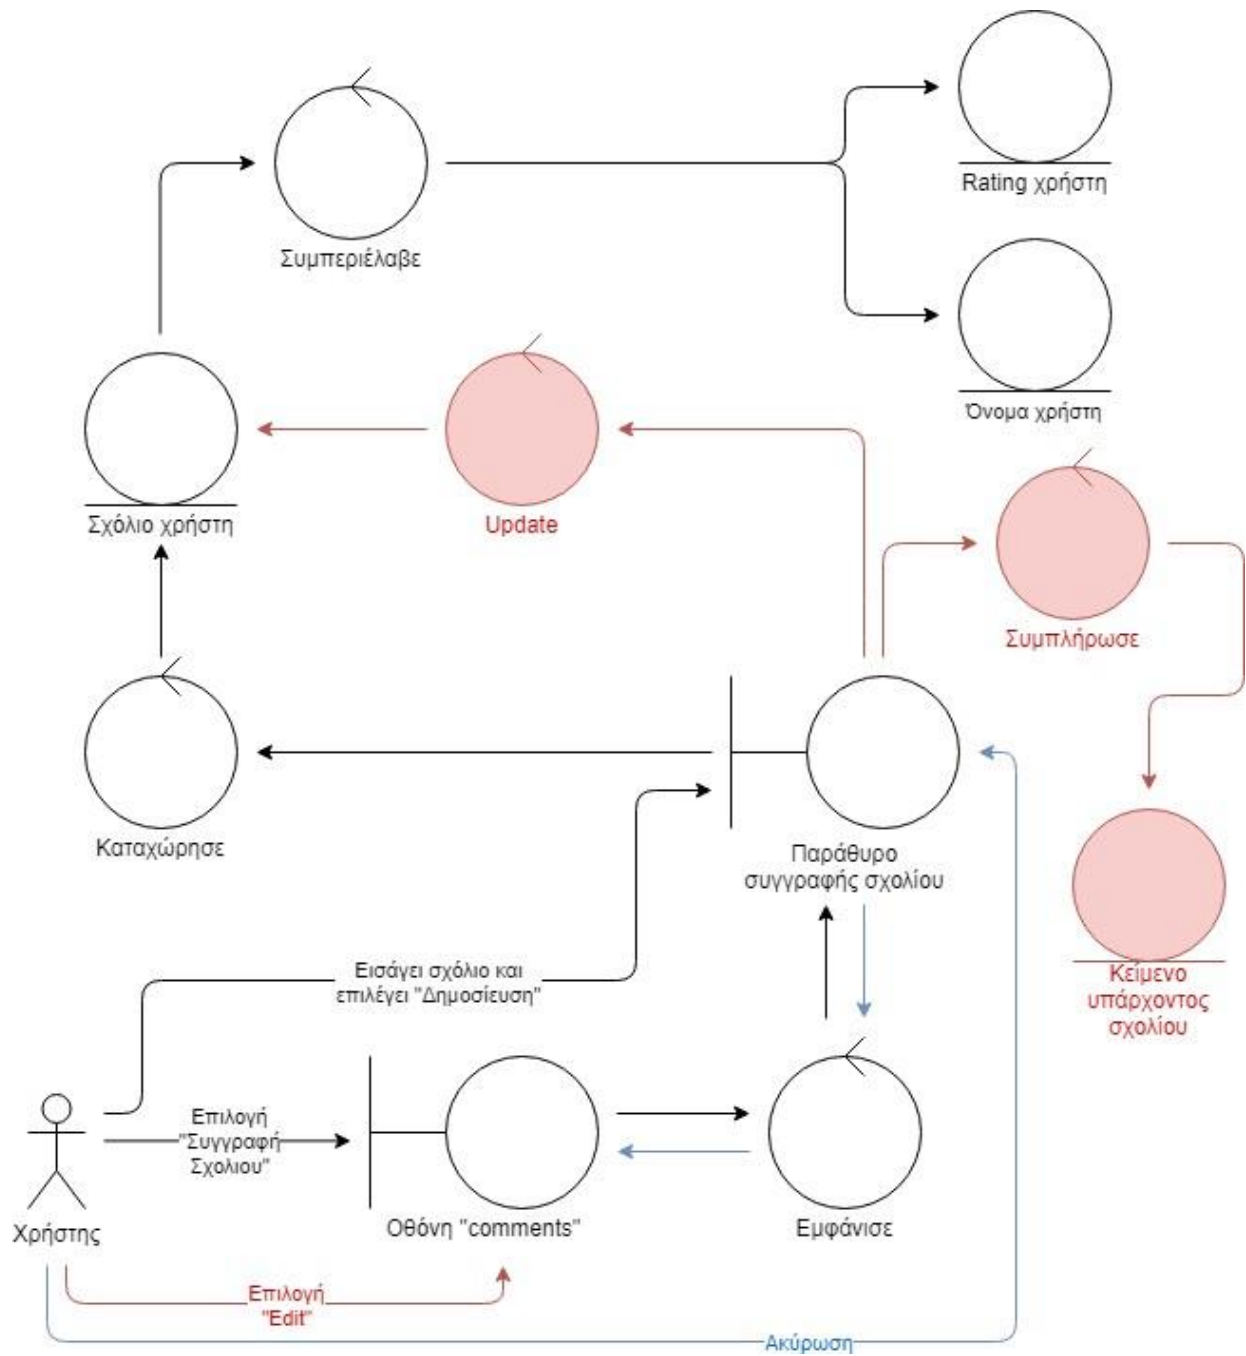 Rating χρήστη
Συμπεριέλαβε
Όνομα χρήστη
Σχόλιο χρήστη
Update
Συμπλήρωσε
Καταχώρησε
Παράθυρο
συγγραφής σχολίου
Εισάγει σχόλιο και
επιλέγει "Δημοσίευση"
Κείμενο
υπάρχοντος
σχολίου
Επιλογή
"Συγγραφή
Σχολιου"
Χρήστης
Οθόνη "comments"
Εμφάνισε
Επιλογή
"Edit"
Ακύρωση